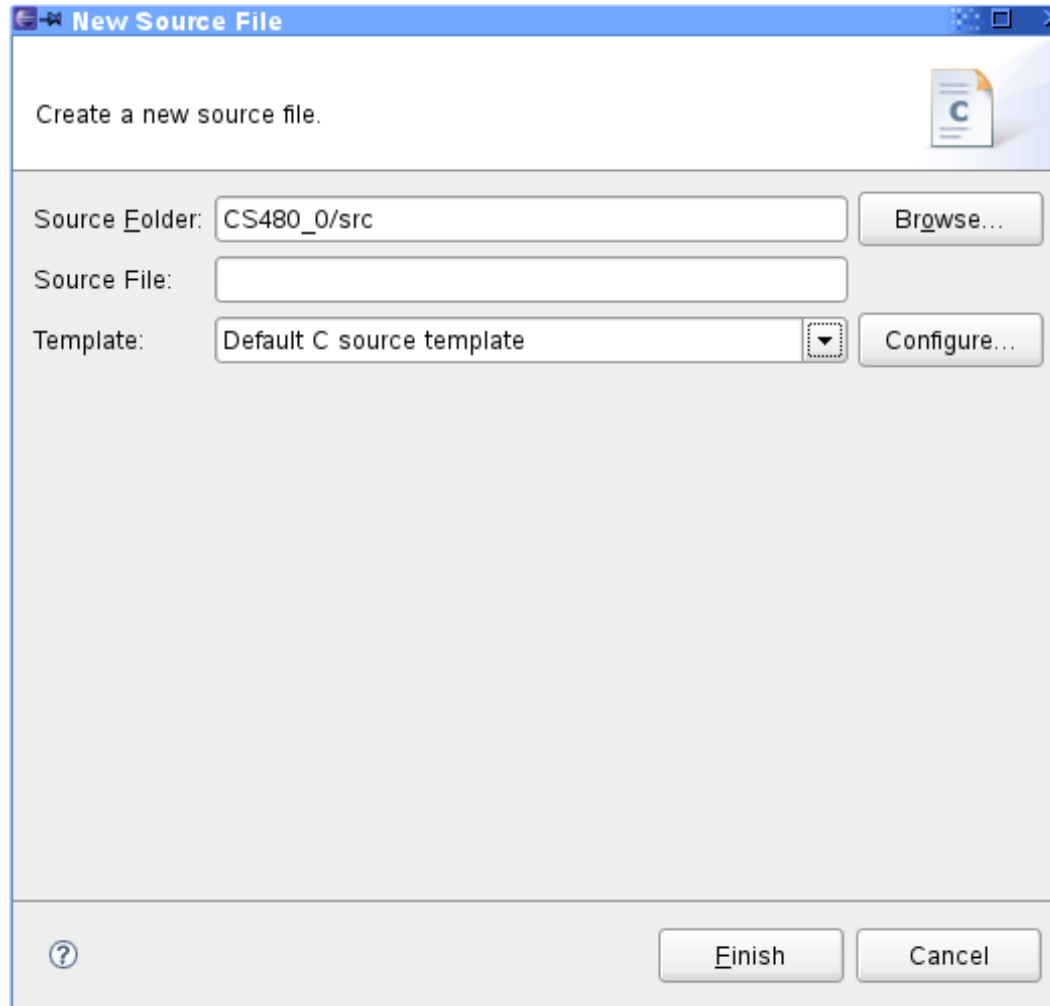 New Source File
Create a new source file.
C
Source Folder: CS480_0/src Browse...
Source File:
Template: Default C source template Configure...
? Finish Cancel